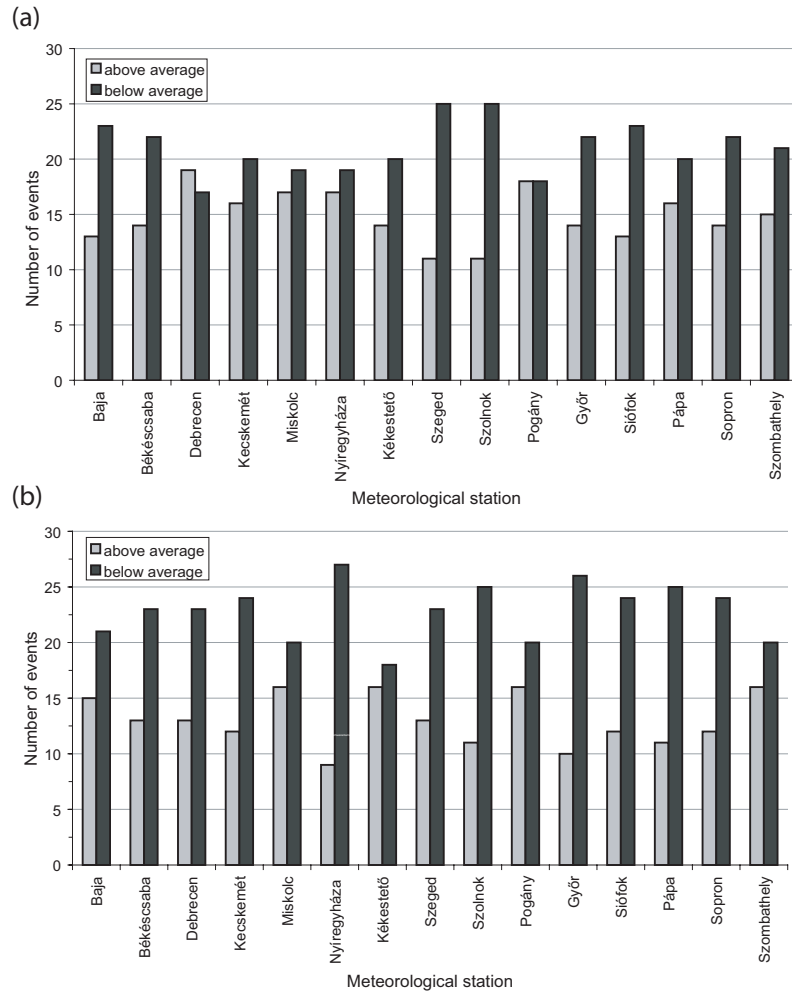 (a)
30
25
20
15
10
5
0
Number of events
above average
below average
Baja
Békéscsaba
Debrecen
Kecskemét
Miskolc
Nyíregyháza
Kékestető
Szeged
Szolnok
Pogány
Győr
Siófok
Pápa
Sopron
Szombathely
Meteorological station
(b)
30
25
20
15
10
5
0
Number of events
above average
below average
Baja
Békéscsaba
Debrecen
Kecskemét
Miskolc
Nyíregyháza
Kékestető
Szeged
Szolnok
Pogány
Győr
Siófok
Pápa
Sopron
Szombathely
Meteorological station